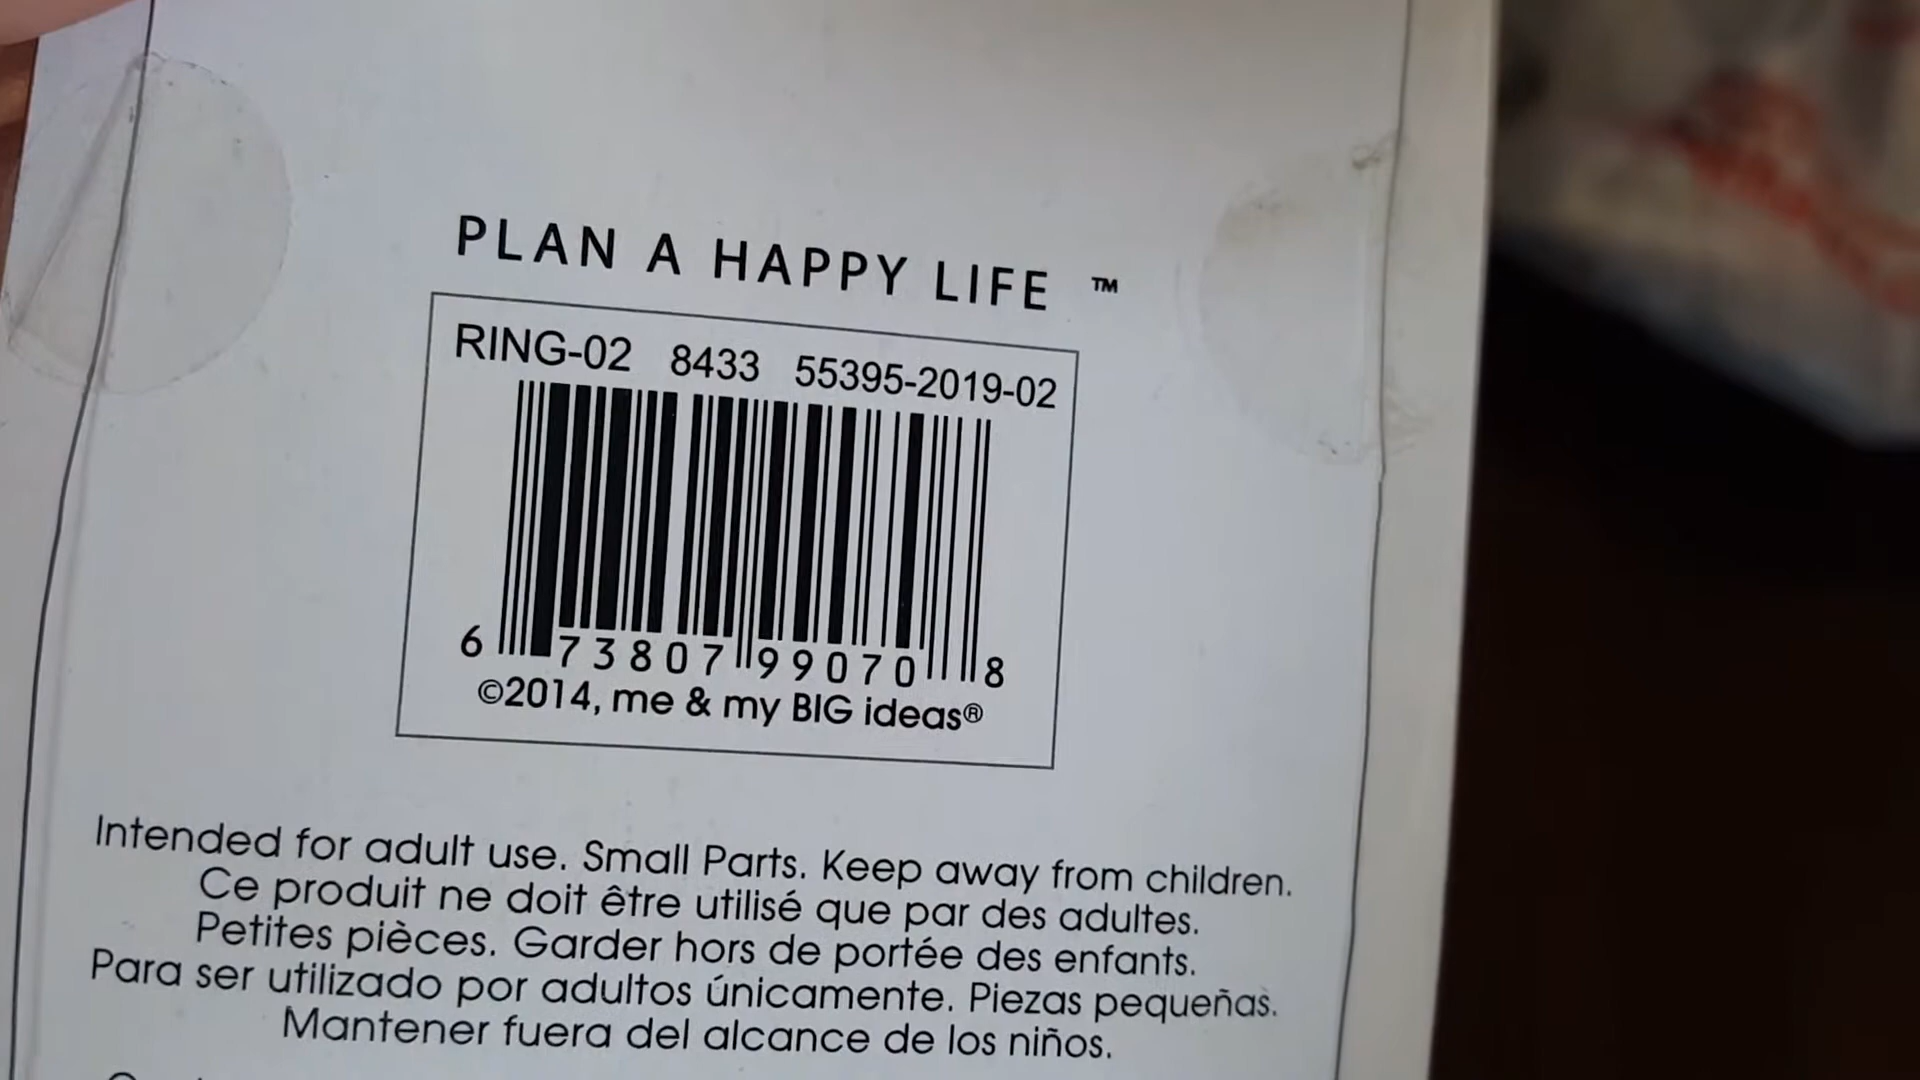 PLAN A HAPPY LIFE ™
RING-02 8433 55395-2019-02
6 73807 99070 8
©2014, me & my BIG ideas®
Intended for adult use. Small Parts. Keep away from children.
Ce produit ne doit être utilisé que par des adultes.
Petites pièces. Garder hors de portée des enfants.
Para ser utilizado por adultos únicamente. Piezas pequeñas.
Mantener fuera del alcance de los niños.